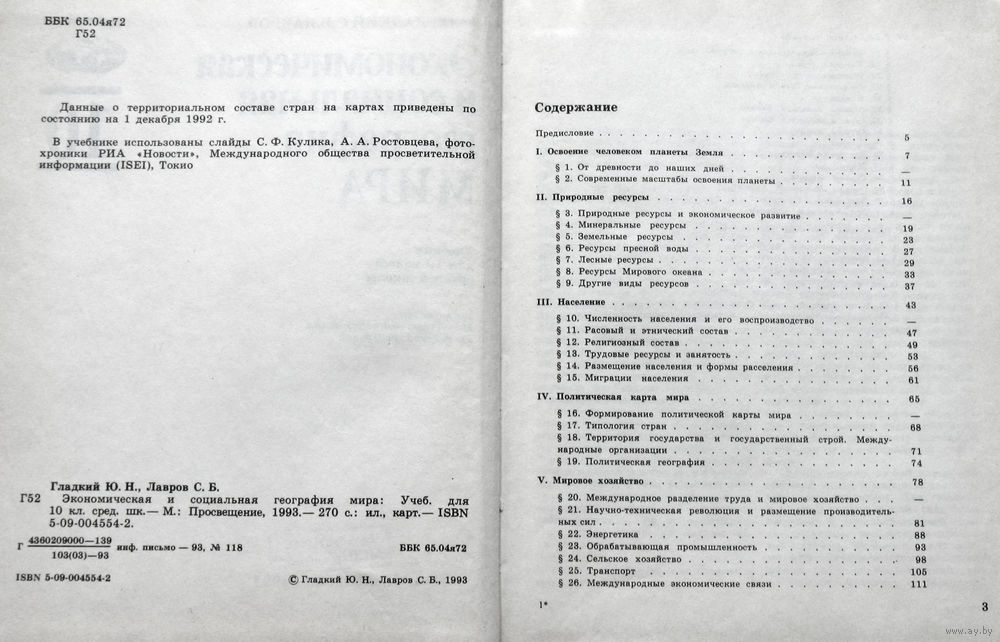 ББК 65.04я72
Г52
Данные о территориальном составе стран на картах приведены по
состоянию на 1 декабря 1992 г.
В учебнике использованы слайды С. Ф. Кулика, А. А. Ростовцева, фото-
хроники РИА «Новости», Международного общества просветительной
информации (ISEI), Токио
Гладкий Ю. Н., Лавров С. Б.
Г52 Экономическая и социальная география мира: Учеб. для
10 кл. сред. шк.— М.: Просвещение, 1993.— 270 с.: ил., карт.— ISBN
5-09-004554-2.
Г 4360209000—139
103(03)—93 инф. письмо — 93, № 118 ББК 65.04я72
ISBN 5-09-004554-2 © Гладкий Ю. Н., Лавров С. Б., 1993
Содержание
Предисловие . . . 5
I. Освоение человеком планеты Земля . . . 7
§ 1. От древности до наших дней . . . —
§ 2. Современные масштабы освоения планеты . . . 11
II. Природные ресурсы . . . 16
§ 3. Природные ресурсы и экономическое развитие . . . —
§ 4. Минеральные ресурсы . . . 19
§ 5. Земельные ресурсы . . . 23
§ 6. Ресурсы пресной воды . . . 27
§ 7. Лесные ресурсы . . . 29
§ 8. Ресурсы Мирового океана . . . 33
§ 9. Другие виды ресурсов . . . 37
III. Население . . . 43
§ 10. Численность населения и его воспроизводство . . . —
§ 11. Расовый и этнический состав . . . 47
§ 12. Религиозный состав . . . 49
§ 13. Трудовые ресурсы и занятость . . . 53
§ 14. Размещение населения и формы расселения . . . 56
§ 15. Миграции населения . . . 61
IV. Политическая карта мира . . . 65
§ 16. Формирование политической карты мира . . . —
§ 17. Типология стран . . . 68
§ 18. Территория государства и государственный строй. Между-
народные организации . . . 71
§ 19. Политическая география . . . 74
V. Мировое хозяйство . . . 78
§ 20. Международное разделение труда и мировое хозяйство . . . —
§ 21. Научно-техническая революция и размещение производитель-
ных сил . . . 81
§ 22. Энергетика . . . 88
§ 23. Обрабатывающая промышленность . . . 93
§ 24. Сельское хозяйство . . . 98
§ 25. Транспорт . . . 105
§ 26. Международные экономические связи . . . 111
1* 3
www.ay.by